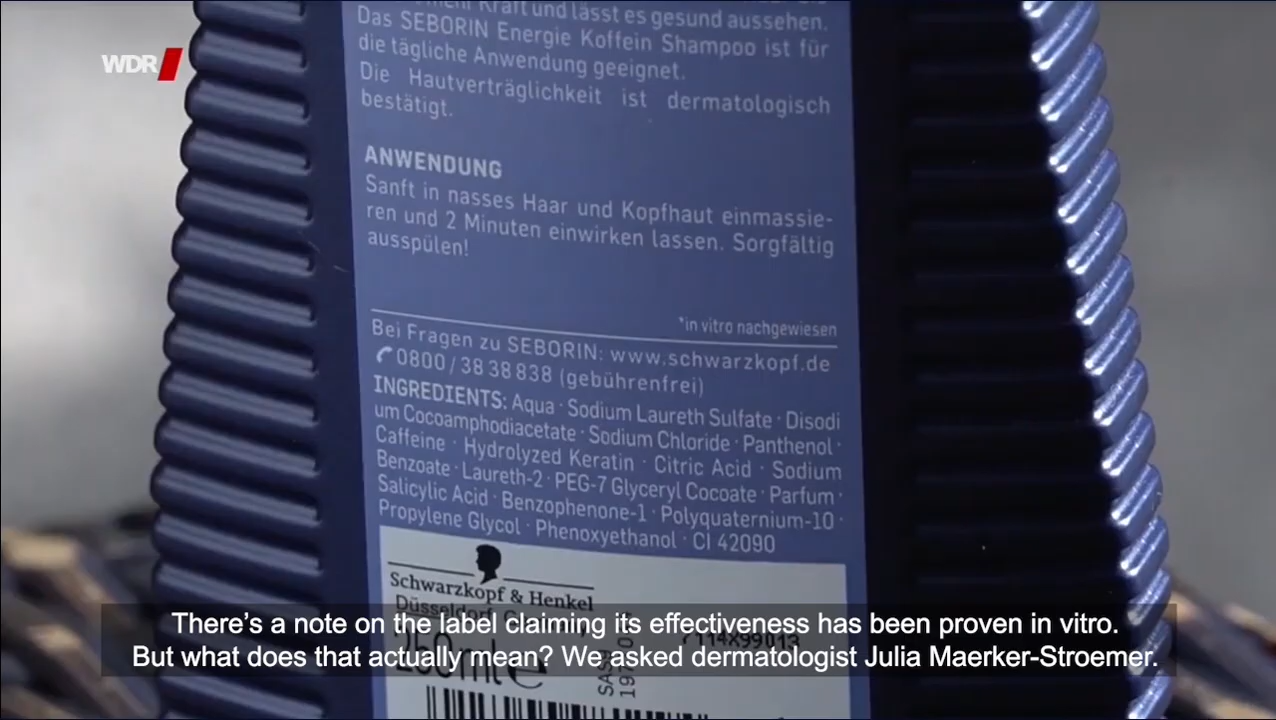 WDR
mehr Kraft und lässt es gesund aussehen.
Das SEBORIN Energie Koffein Shampoo ist für
die tägliche Anwendung geeignet.
Die Hautverträglichkeit ist dermatologisch
bestätigt.
ANWENDUNG
Sanft in nasses Haar und Kopfhaut einmassie-
ren und 2 Minuten einwirken lassen. Sorgfältig
ausspülen!
*in vitro nachgewiesen
Bei Fragen zu SEBORIN: www.schwarzkopf.de
0800 / 38 38 838 (gebührenfrei)
INGREDIENTS: Aqua · Sodium Laureth Sulfate · Disodi
um Cocoamphodiacetate · Sodium Chloride · Panthenol ·
Caffeine · Hydrolyzed Keratin · Citric Acid · Sodium
Benzoate · Laureth-2 · PEG-7 Glyceryl Cocoate · Parfum ·
Salicylic Acid · Benzophenone-1 · Polyquaternium-10 ·
Propylene Glycol · Phenoxyethanol · CI 42090
Schwarzkopf & Henkel
Düsseldorf
250ml e
There's a note on the label claiming its effectiveness has been proven in vitro.
But what does that actually mean? We asked dermatologist Julia Maerker-Stroemer.